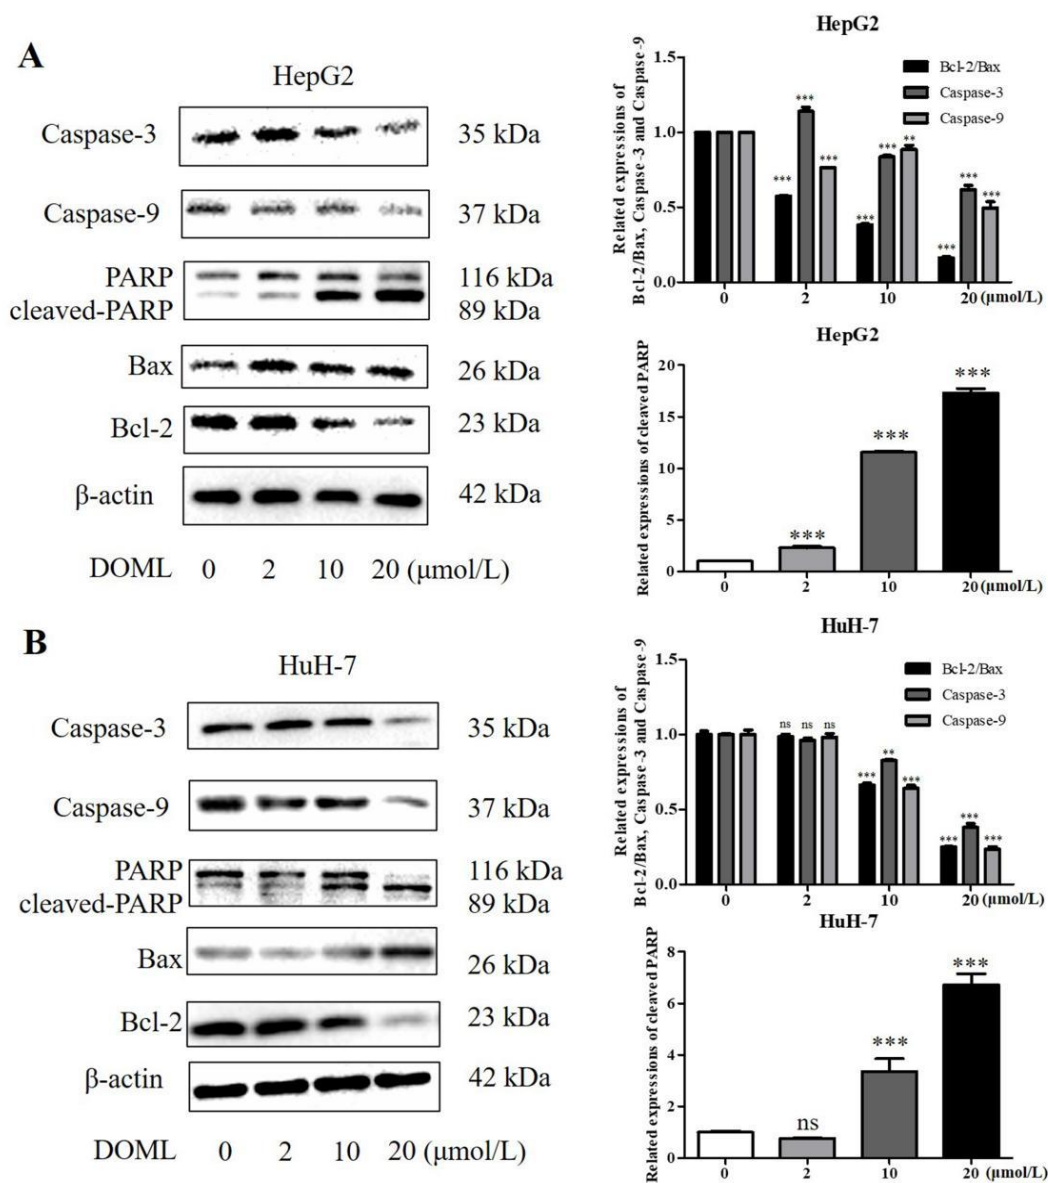 A
HepG2
Caspase-3
35 kDa
Caspase-9
37 kDa
PARP
116 kDa
cleaved-PARP
89 kDa
Bax
26 kDa
Bcl-2
23 kDa
β-actin
42 kDa
DOML 0 2 10 20 (μmol/L)
HepG2
Related expressions of
Bcl-2/Bax, Caspase-3 and Caspase-9
1.5
1.0
0.5
0.0
Bcl-2/Bax
Caspase-3
Caspase-9
*** *** ***
*** *** **
*** *** ***
0 2 10 20 (μmol/L)
HepG2
Related expressions of cleaved PARP
20
15
10
5
0
***
***
***
0 2 10 20 (μmol/L)
B
HuH-7
Caspase-3
35 kDa
Caspase-9
37 kDa
PARP
116 kDa
cleaved-PARP
89 kDa
Bax
26 kDa
Bcl-2
23 kDa
β-actin
42 kDa
DOML 0 2 10 20 (μmol/L)
HuH-7
Related expressions of
Bcl-2/Bax, Caspase-3 and Caspase-9
1.5
1.0
0.5
0.0
Bcl-2/Bax
Caspase-3
Caspase-9
ns ns ns
*** ** ***
*** *** ***
0 2 10 20 (μmol/L)
HuH-7
Related expressions of cleaved PARP
8
6
4
2
0
ns
***
***
0 2 10 20 (μmol/L)